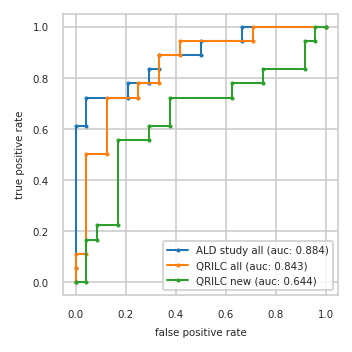 1.0
0.8
0.6
0.4
0.2
0.0
true positive rate
ALD study all (auc: 0.884)
QRILC all (auc: 0.843)
QRILC new (auc: 0.644)
0.0 0.2 0.4 0.6 0.8 1.0
false positive rate